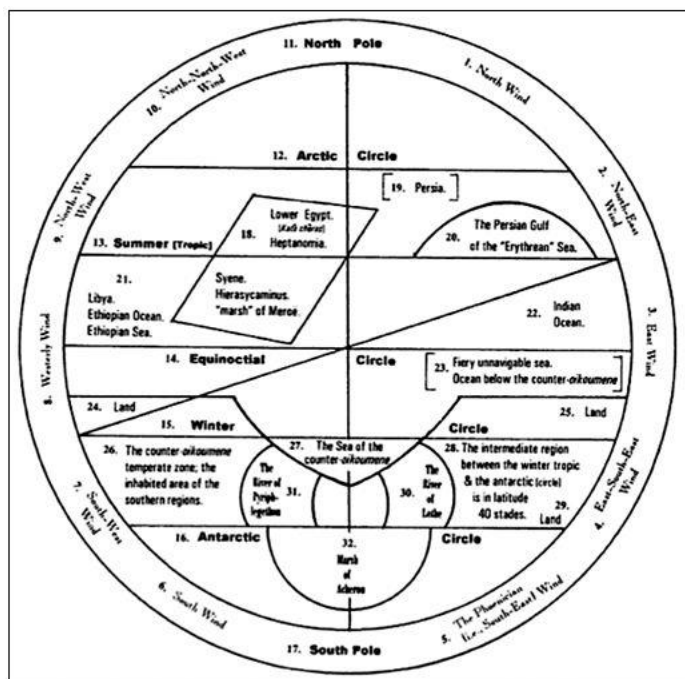 11. North Pole
1. North Wind
2. North-East
Wind
3. East Wind
4. East-South-East
Wind
5. The Phoenician
[i.e., South-East] Wind
6. South Wind
7. South-West
Wind
8. Westerly Wind
9. North-West
Wind
10. North-North-West
Wind
12. Arctic Circle
[19. Persia.]
18.
Lower Egypt.
Heptanomia.
20.
The Persian Gulf
of the "Erythrean" Sea.
13. Summer [Tropic]
21.
Libya.
Ethiopian Ocean.
Ethiopian Sea.
Syene.
Hierasycaminus.
"marsh" of Meroë.
22. Indian
Ocean.
14. Equinoctial Circle
[23. Fiery unnavigable sea.
Ocean below the counter-oikoumene]
24. Land
25. Land
15. Winter Circle
26. The counter-oikoumene
temperate zone; the
inhabited area of the
southern regions.
27. The Sea of the
counter-oikoumene
28. The intermediate region
between the winter tropic
& the antarctic [circle]
is in latitude
40 stades.
29.
Land
The
River of
Pyriph-
legethon
31.
30.
The
River
of
Lethe
16. Antarctic Circle
32.
Marsh
of
Acheron
17. South Pole